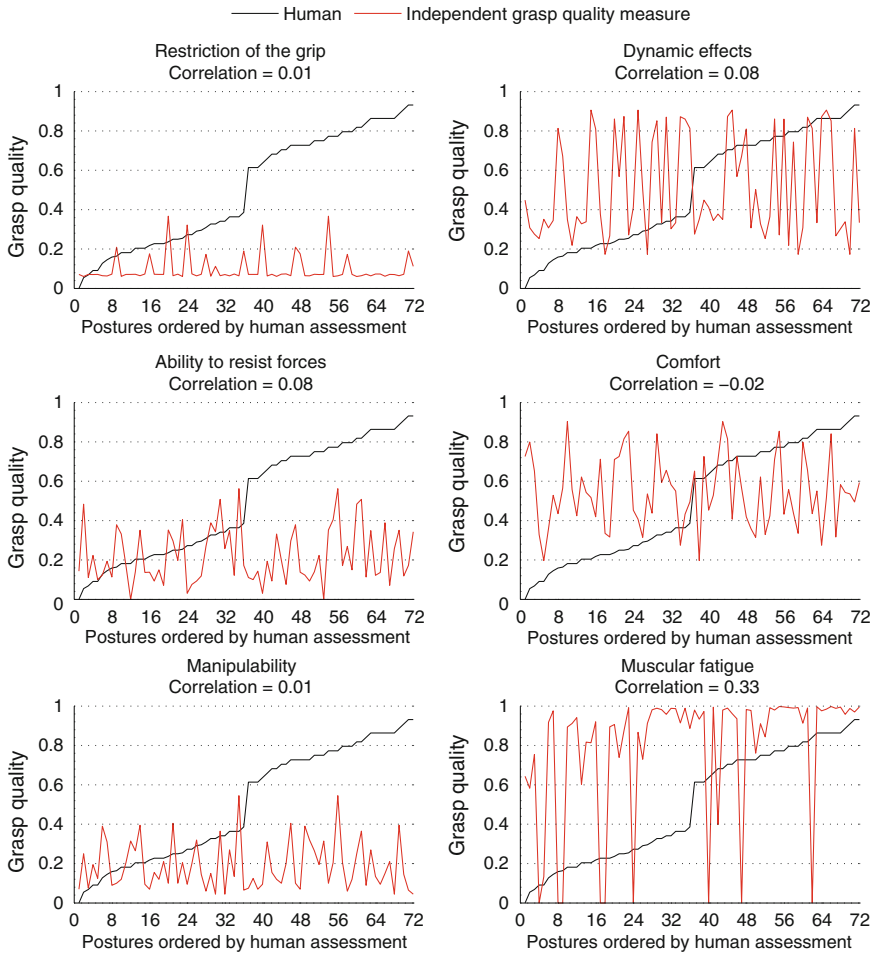 Human
Independent grasp quality measure
Restriction of the grip
Correlation = 0.01
Grasp quality
1
0.8
0.6
0.4
0.2
0
0 8 16 24 32 40 48 56 64 72
Postures ordered by human assessment
Dynamic effects
Correlation = 0.08
Grasp quality
1
0.8
0.6
0.4
0.2
0
0 8 16 24 32 40 48 56 64 72
Postures ordered by human assessment
Ability to resist forces
Correlation = 0.08
Grasp quality
1
0.8
0.6
0.4
0.2
0
0 8 16 24 32 40 48 56 64 72
Postures ordered by human assessment
Comfort
Correlation = −0.02
Grasp quality
1
0.8
0.6
0.4
0.2
0
0 8 16 24 32 40 48 56 64 72
Postures ordered by human assessment
Manipulability
Correlation = 0.01
Grasp quality
1
0.8
0.6
0.4
0.2
0
0 8 16 24 32 40 48 56 64 72
Postures ordered by human assessment
Muscular fatigue
Correlation = 0.33
Grasp quality
1
0.8
0.6
0.4
0.2
0
0 8 16 24 32 40 48 56 64 72
Postures ordered by human assessment